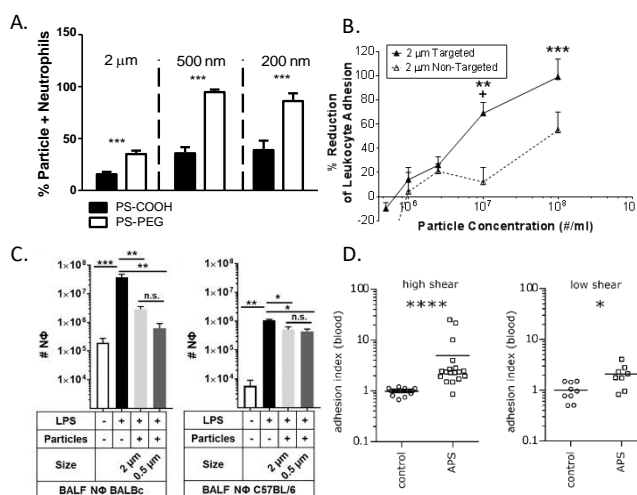 A.
2 μm
500 nm
200 nm
***
***
***
% Particle + Neutrophils
100
50
0
PS-COOH
PS-PEG
B.
2 μm Targeted
2 μm Non-Targeted
***
**
+
% Reduction
of Leukocyte Adhesion
120
100
80
60
40
20
0
10⁶
10⁷
10⁸
10
Particle Concentration (#/ml)
C.
# NΦ
1×10⁸
1×10⁷
1×10⁶
1×10⁵
1×10⁴
***
**
**
n.s.
LPS - + + +
Particles - - + +
Size 2 μm 0.5 μm
BALF NΦ BALBc
1×10⁸
1×10⁷
1×10⁶
1×10⁵
1×10⁴
**
*
*
n.s.
LPS - + + +
Particles - - + +
Size 2 μm 0.5 μm
BALF NΦ C57BL/6
D.
high shear
****
adhesion index (blood)
100
10
1
0.1
control
APS
low shear
*
adhesion index (blood)
100
10
1
0.1
control
APS